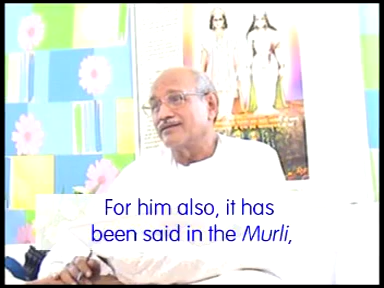 For him also, it has
been said in the Murli,